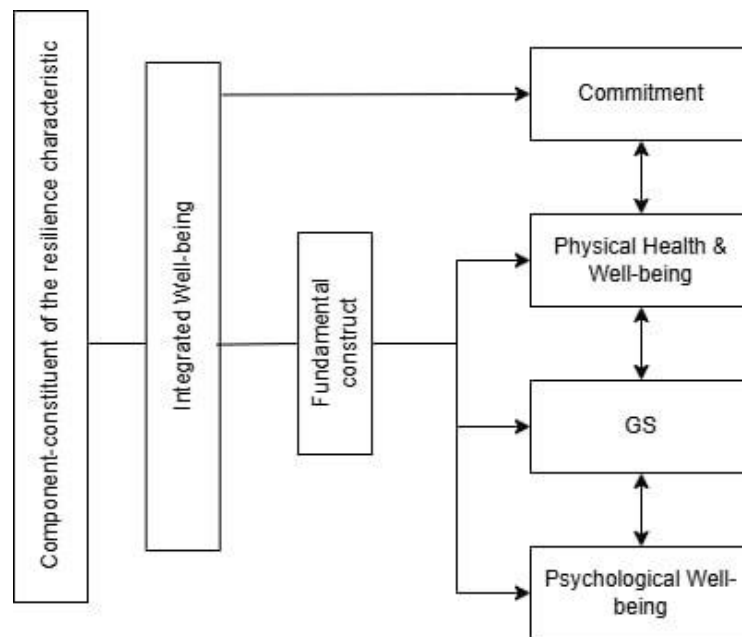 Component-constituent of the resilience characteristic
Integrated Well-being
Fundamental
construct
Commitment
Physical Health &
Well-being
GS
Psychological Well-
being